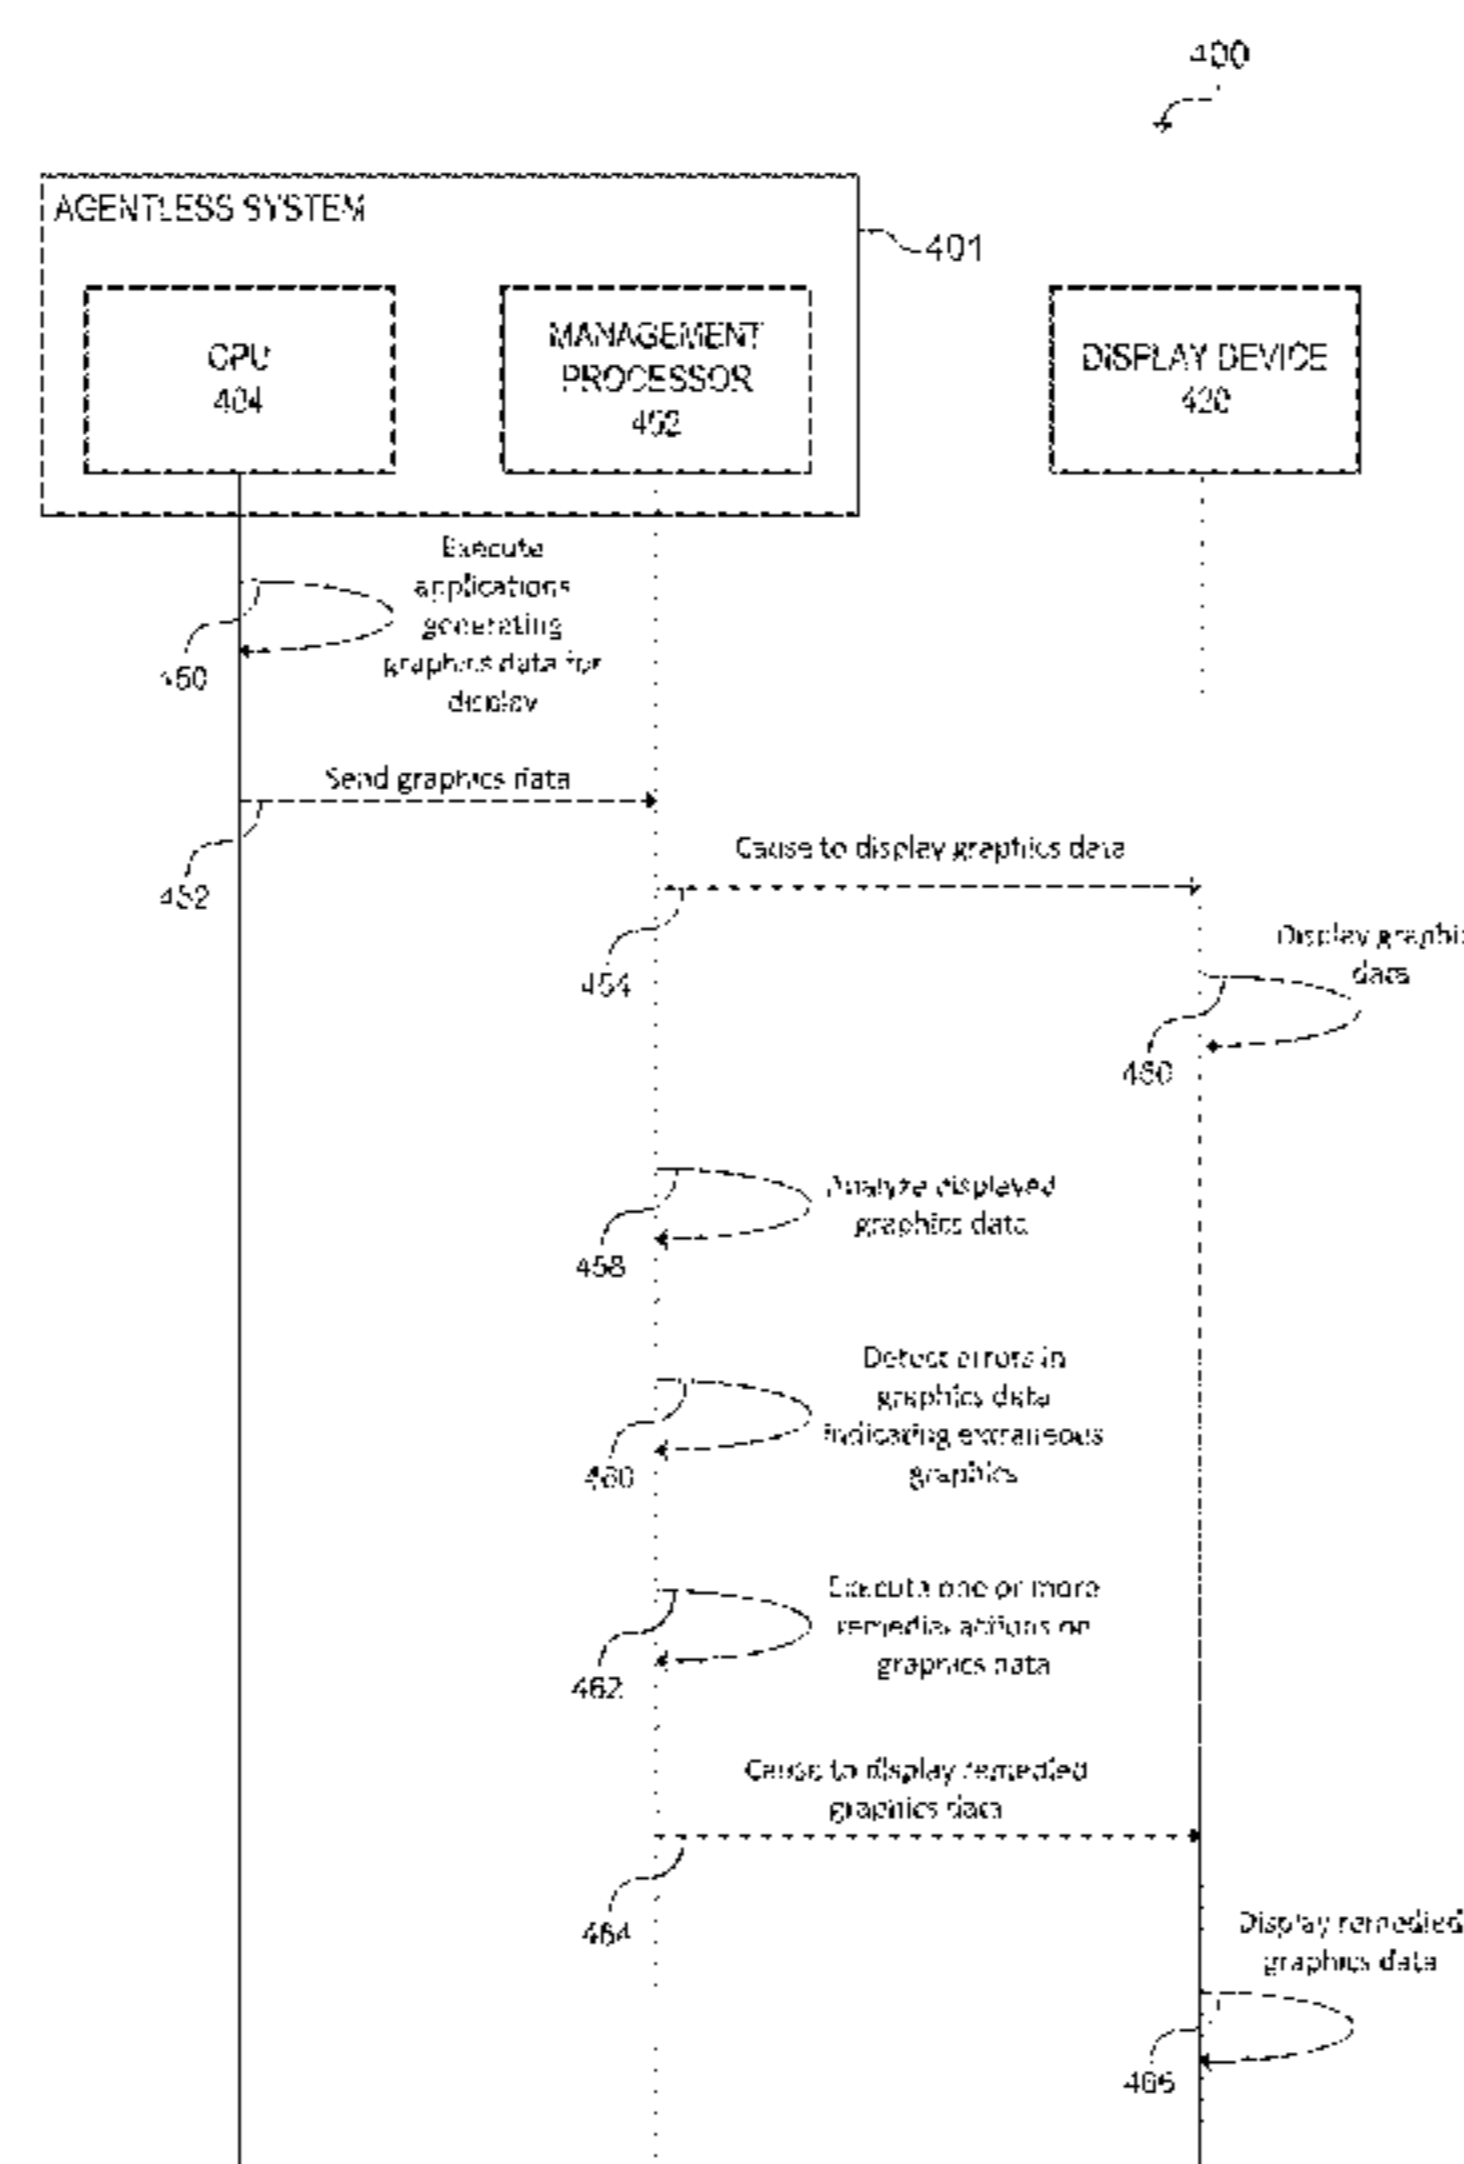 400
AGENTLESS SYSTEM
401
CPU
404
MANAGEMENT
PROCESSOR
402
DISPLAY DEVICE
420
Execute
applications
generating
graphics data for
display
450
Send graphics data
452
Cause to display graphics data
454
Display graphi
data
Analyze displayed
graphics data
458
Detect errors in
graphics data
indicating extraneous
graphics
460
Execute one or more
remedial actions on
graphics data
462
Cause to display remedied
graphics data
464
Display remedied
graphics data